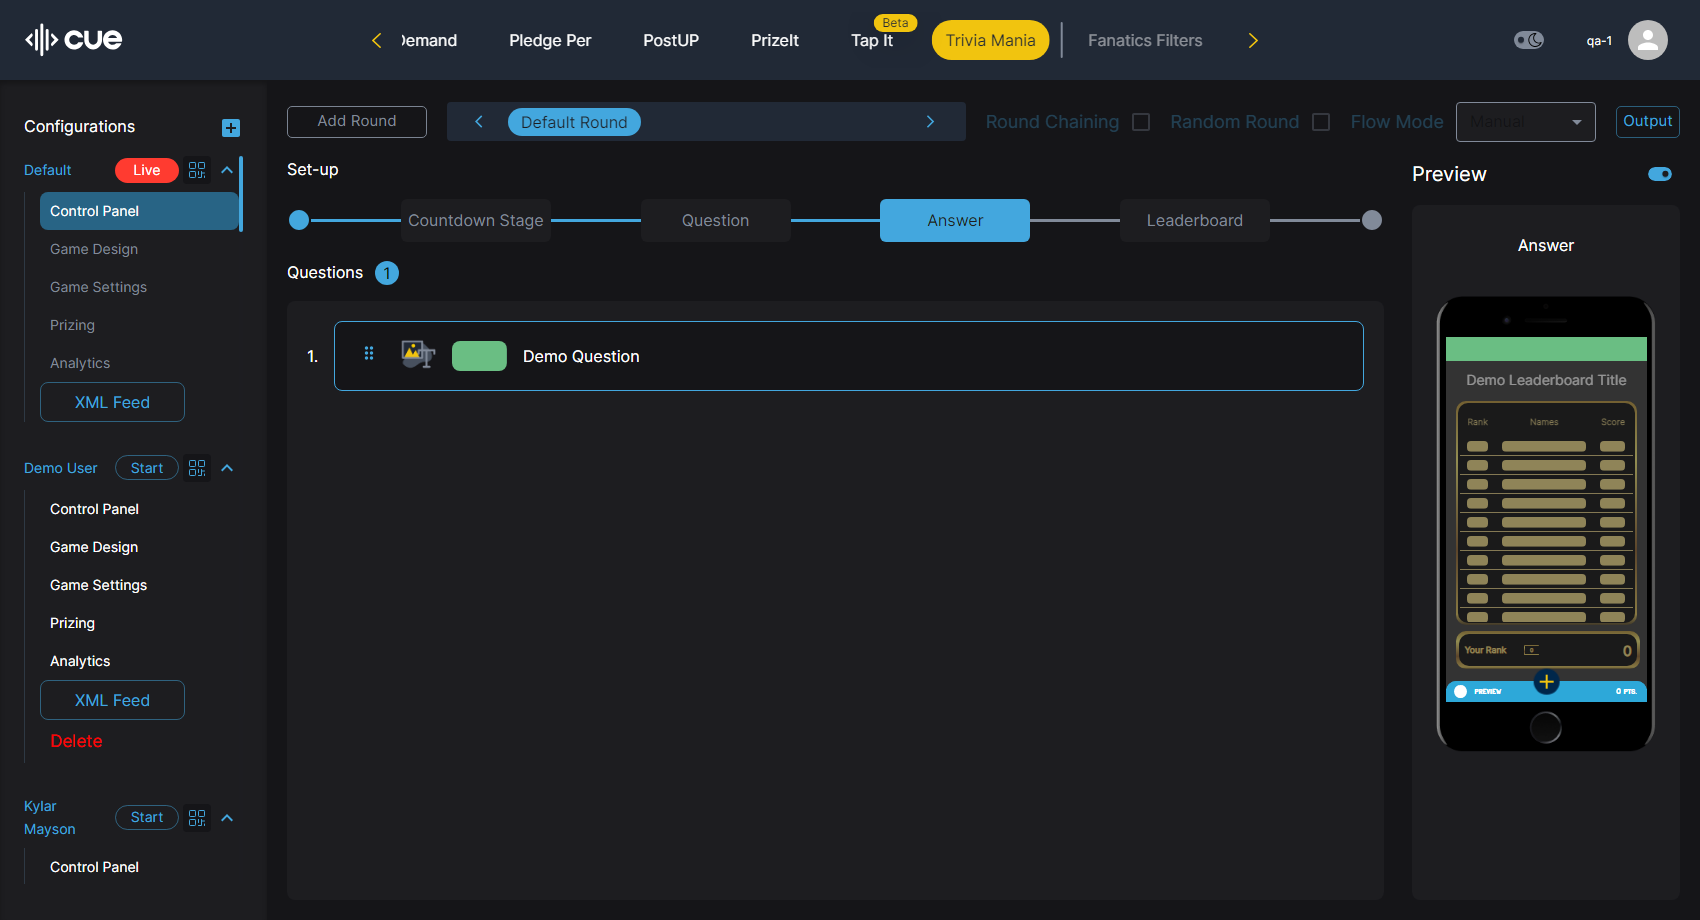 cue
Demand
Pledge Per
PostUP
PrizeIt
Tap It
Beta
Trivia Mania
Fanatics Filters
qa-1
Configurations
Default
Live
Control Panel
Game Design
Game Settings
Prizing
Analytics
XML Feed
Demo User
Start
Control Panel
Game Design
Game Settings
Prizing
Analytics
XML Feed
Delete
Kylar
Mayson
Start
Control Panel
Add Round
Default Round
Round Chaining
Random Round
Flow Mode
Manual
Output
Set-up
Countdown Stage
Question
Answer
Leaderboard
Questions
1
1.
Demo Question
Preview
Answer
Demo Leaderboard Title
Rank
Names
Score
Your Rank
0
0
PREVIEW
0 PTS.